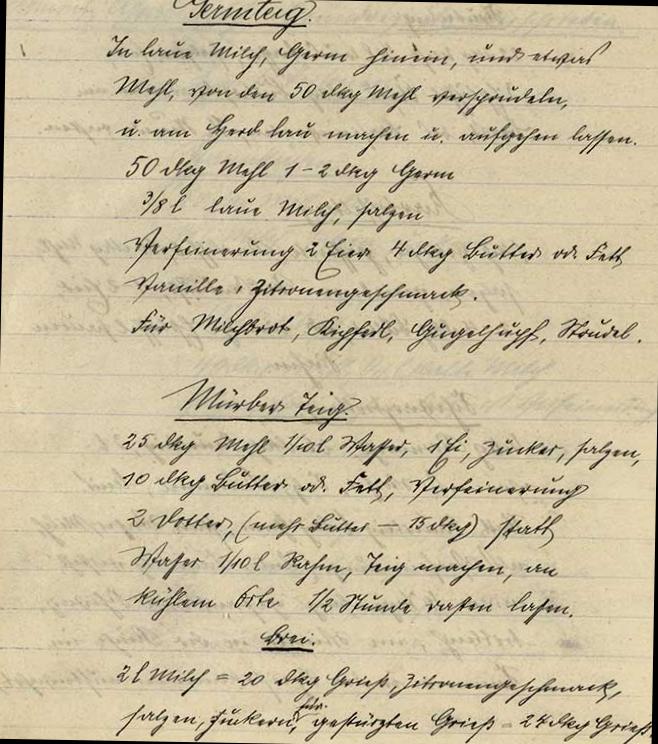 Germteig.
In laue Milch, Germ hinein, und etwas
Mehl, von den 50 dkg Mehl versprudeln,
u. am Herd lau machen u. aufgehen lassen.
50 dkg Mehl 1-2 dkg Germ
3/8 l laue Milch, salzen
Verfeinerung 2 Eier 4 dkg Butter od. Fett
Vanille, Zitronengeschmack.
Für Milchbrot, Kipferl, Gugelhupf, Strudel.
Mürber Teig.
25 dkg Mehl 1/10 l Wasser, 1 Ei, Zucker, salzen,
10 dkg Butter od. Fett, Verfeinerung
2 Dotter, (mehr Butter – 15 dkg) statt
Wasser 1/10 l Rahm, Teig machen, an
kühlem Orte 1/2 Stunde rasten lassen.
Brei.
2 l Milch = 20 dkg Grieß, Zitronengeschmack,
salzen, zuckern, für gestürzten Grieß = 24 dkg Grieß